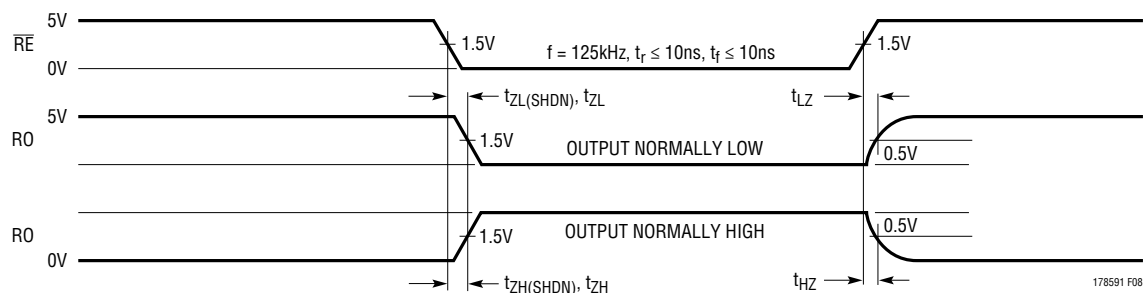 5V
RE
1.5V
f = 125kHz, tr ≤ 10ns, tf ≤ 10ns
1.5V
0V
tZL(SHDN), tZL
tLZ
5V
RO
1.5V
OUTPUT NORMALLY LOW
0.5V
RO
1.5V
OUTPUT NORMALLY HIGH
0.5V
0V
tZH(SHDN), tZH
tHZ
178591 F08